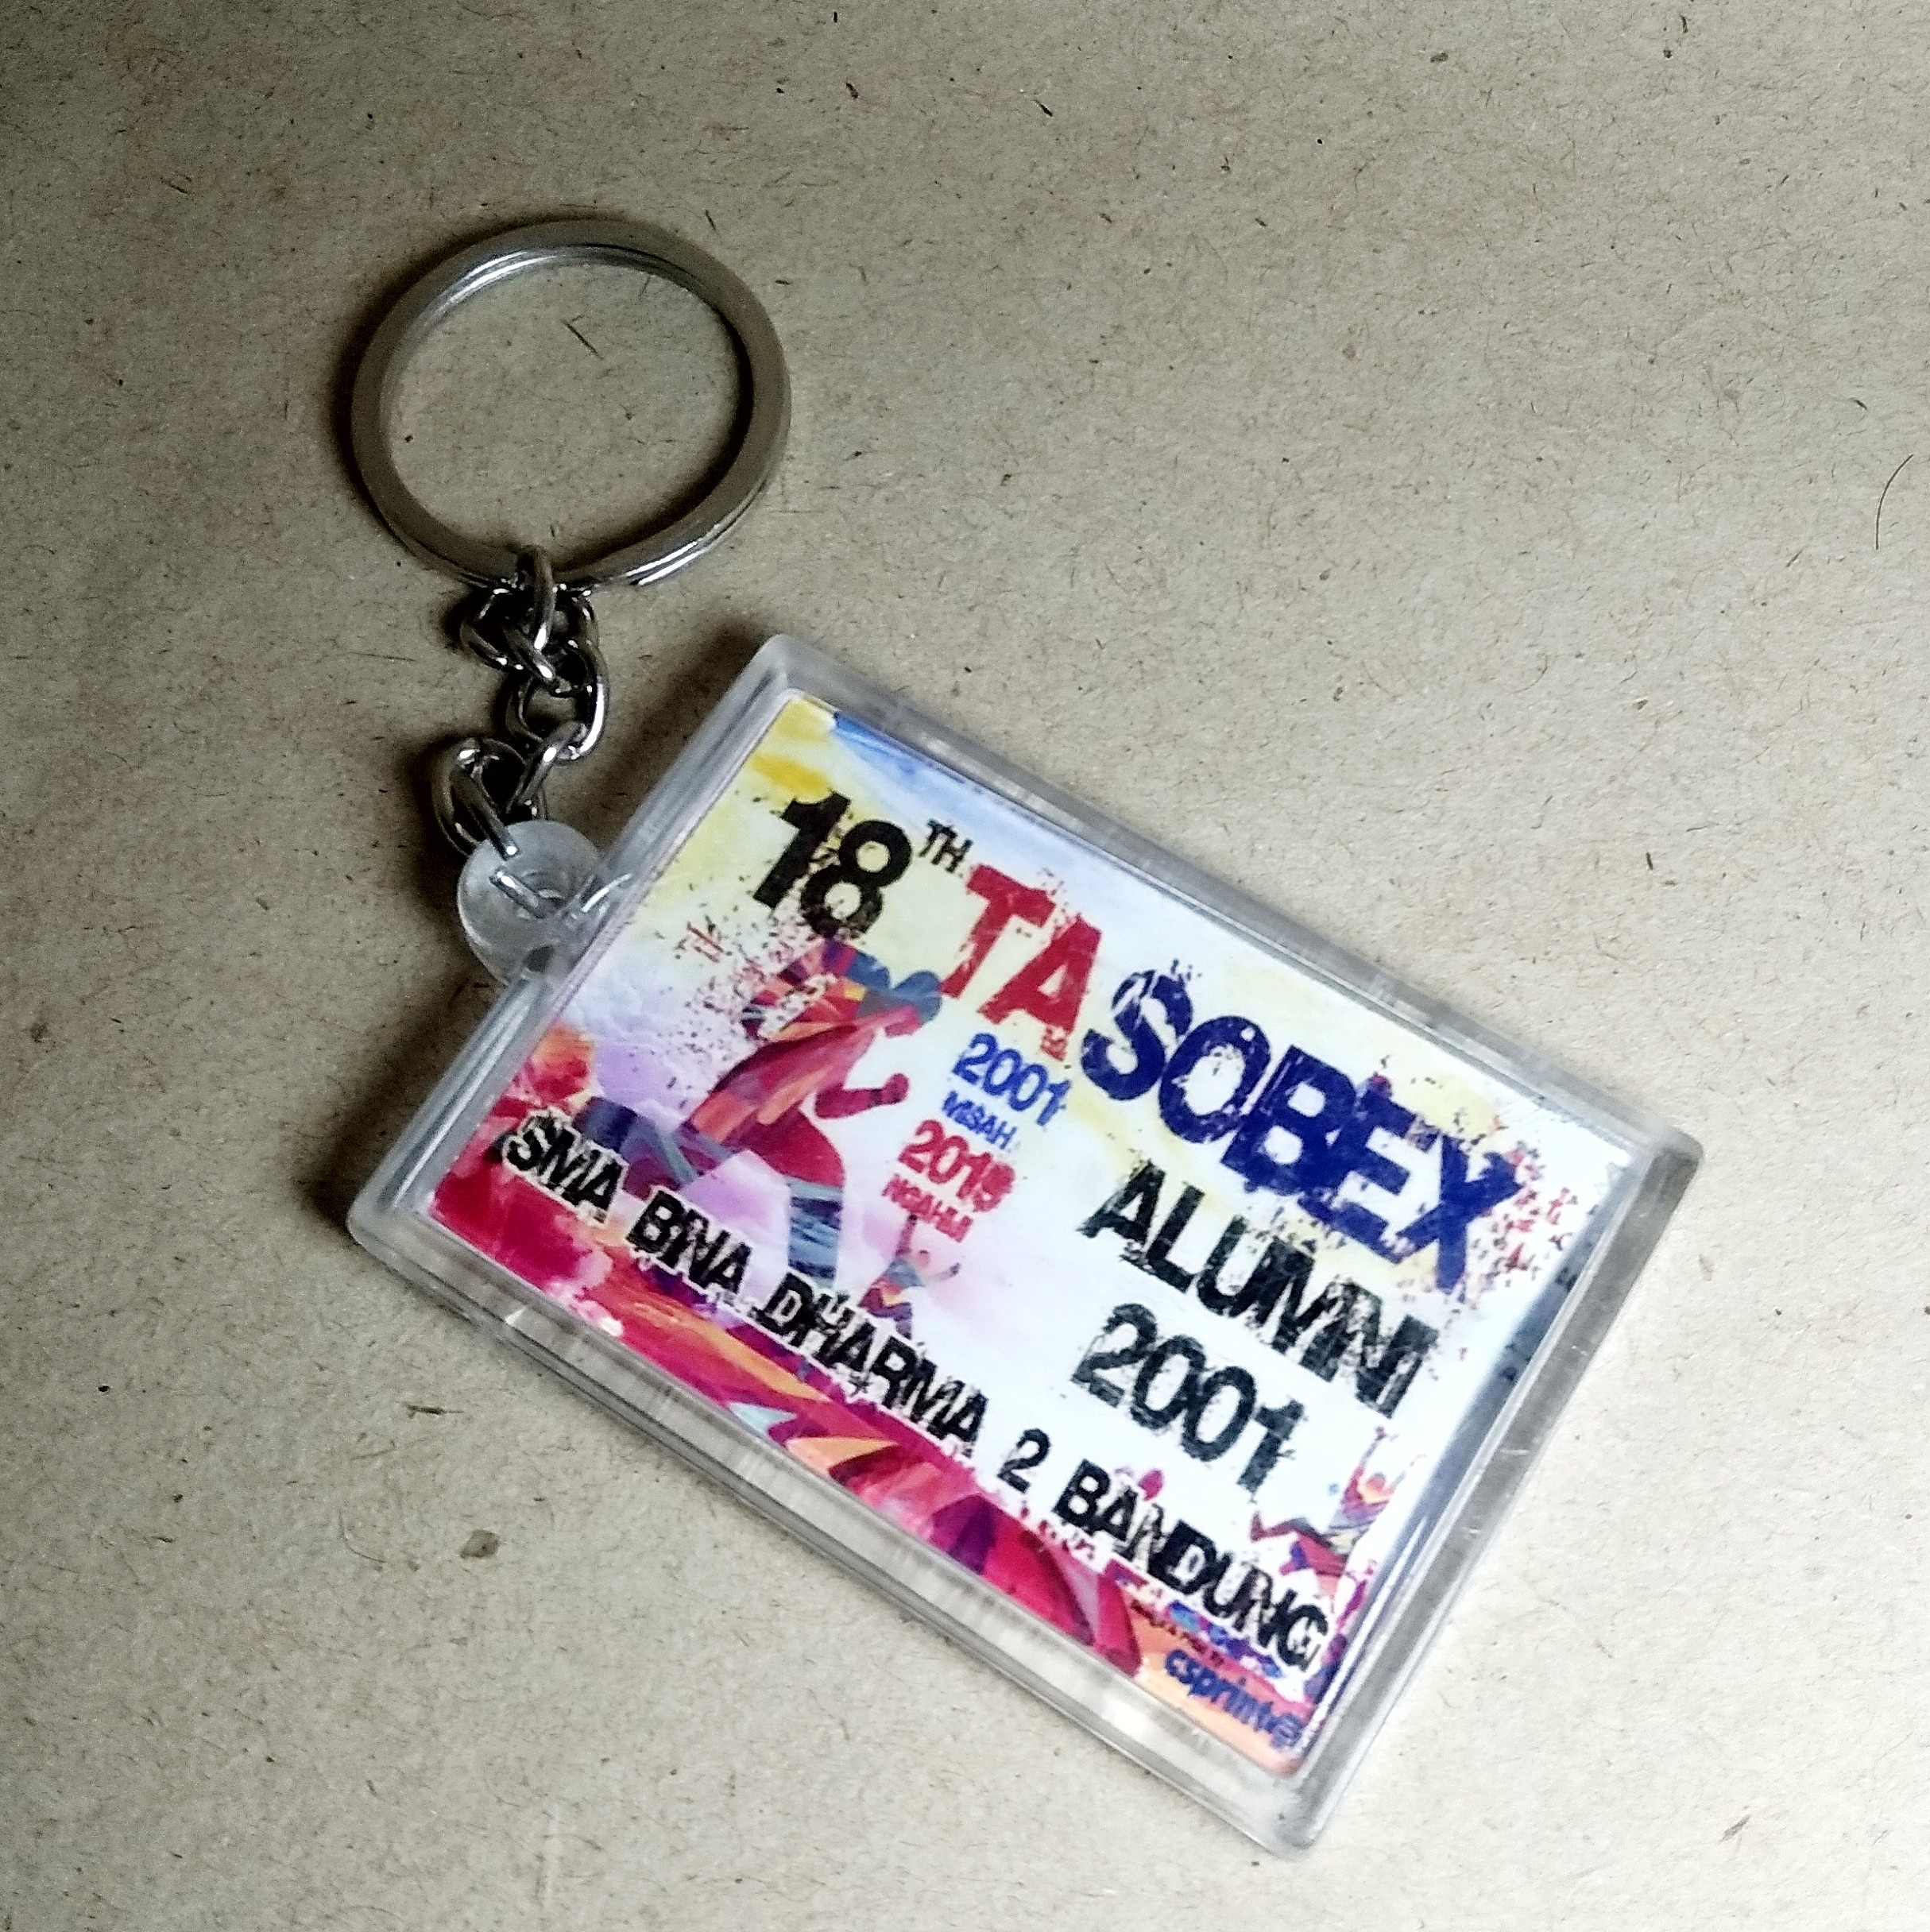 18TH TASOBEX
2001
MISAH
2019
NGAHIJI
ALUMNI
2001
SMA BINA DHARMA 2 BANDUNG
csprint